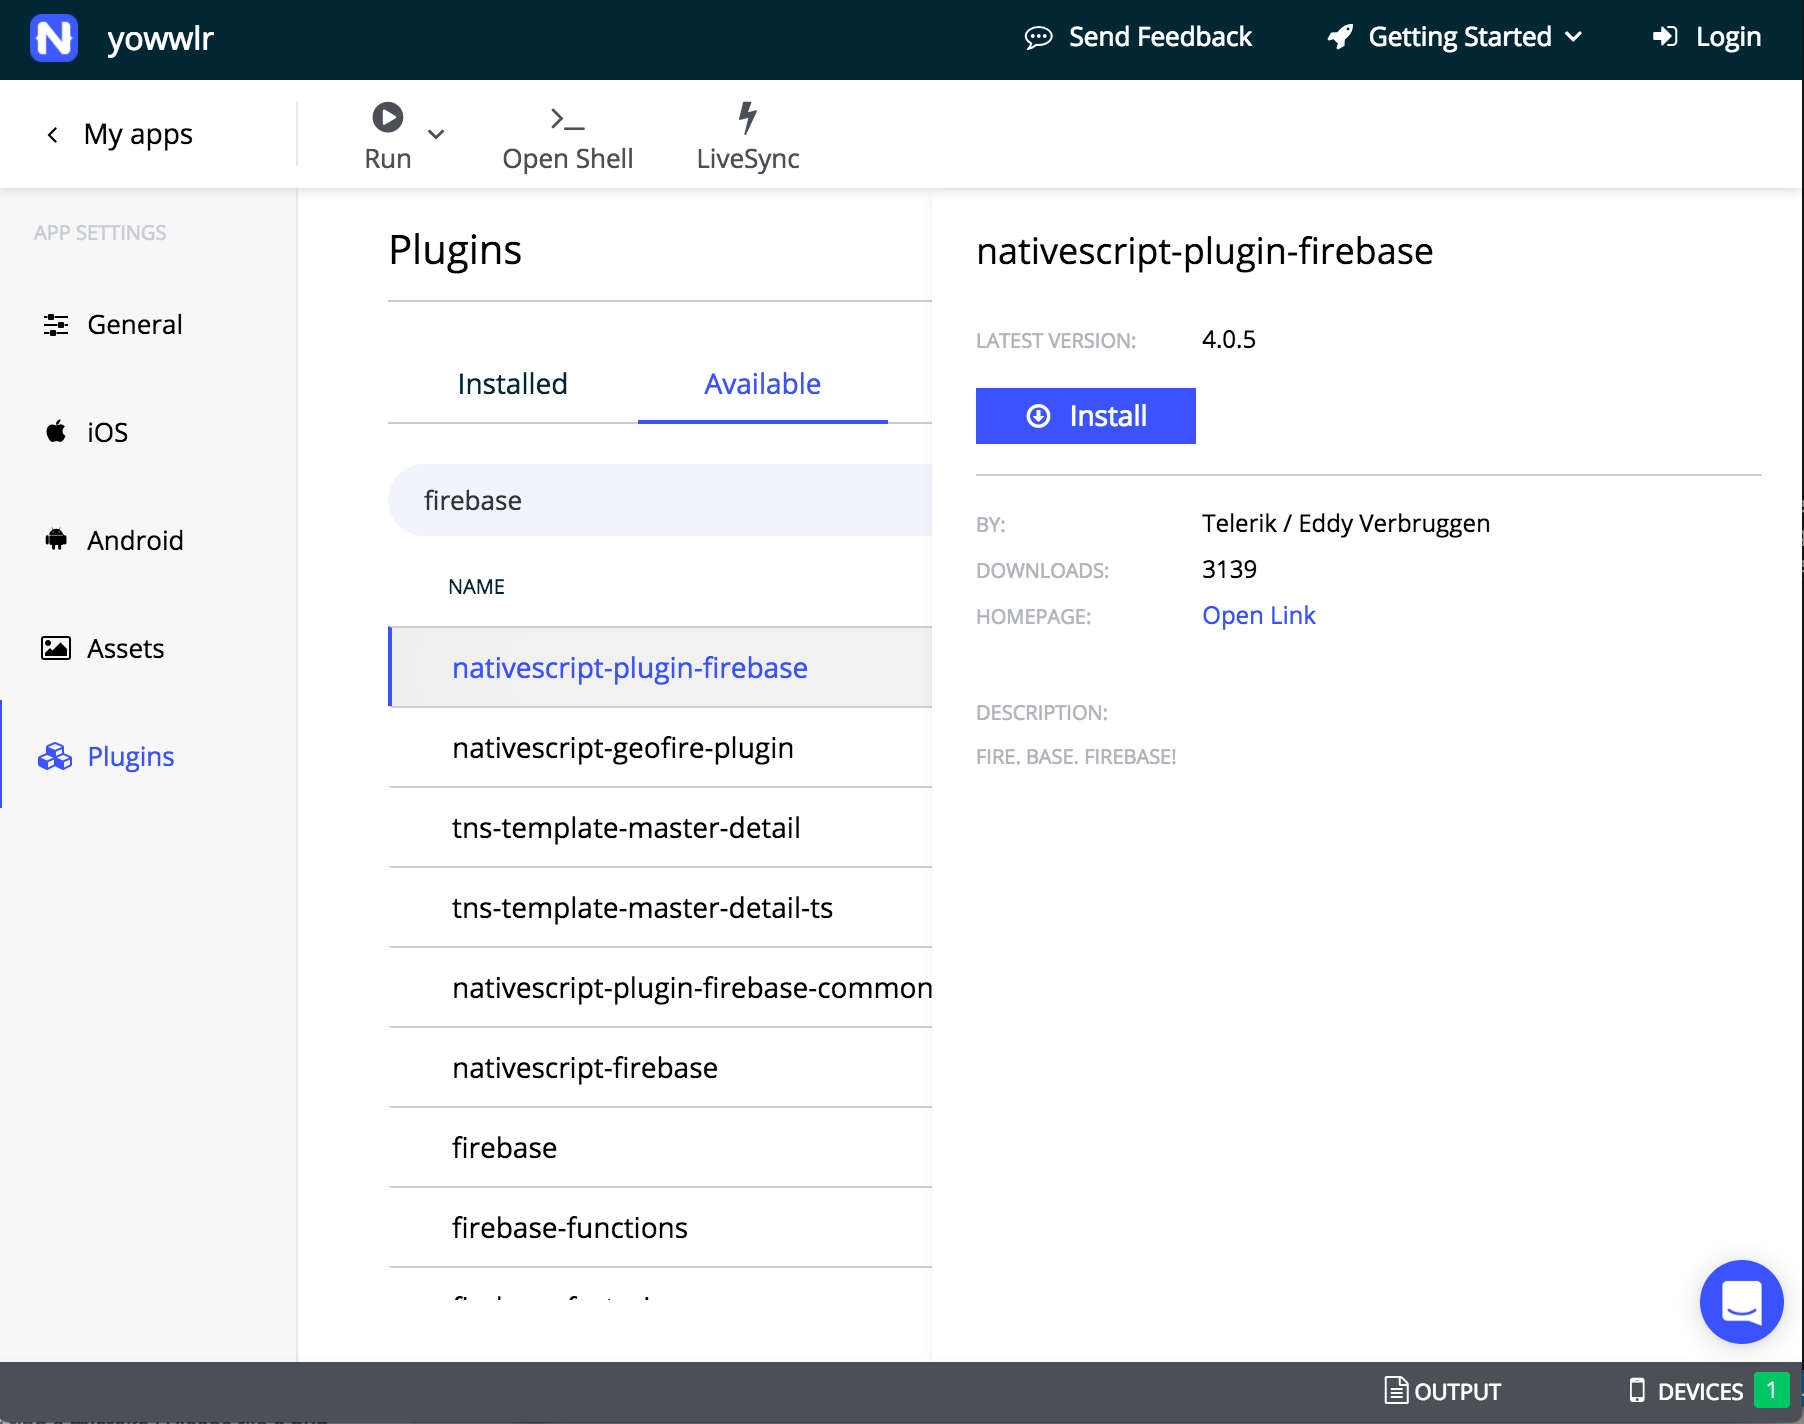 yowwlr
Send Feedback
Getting Started
Login
My apps
Run
Open Shell
LiveSync
APP SETTINGS
General
iOS
Android
Assets
Plugins
Plugins
Installed
Available
firebase
NAME
nativescript-plugin-firebase
nativescript-geofire-plugin
tns-template-master-detail
tns-template-master-detail-ts
nativescript-plugin-firebase-common
nativescript-firebase
firebase
firebase-functions
nativescript-plugin-firebase
LATEST VERSION: 4.0.5
Install
BY: Telerik / Eddy Verbruggen
DOWNLOADS: 3139
HOMEPAGE: Open Link
DESCRIPTION:
FIRE. BASE. FIREBASE!
OUTPUT
DEVICES 1